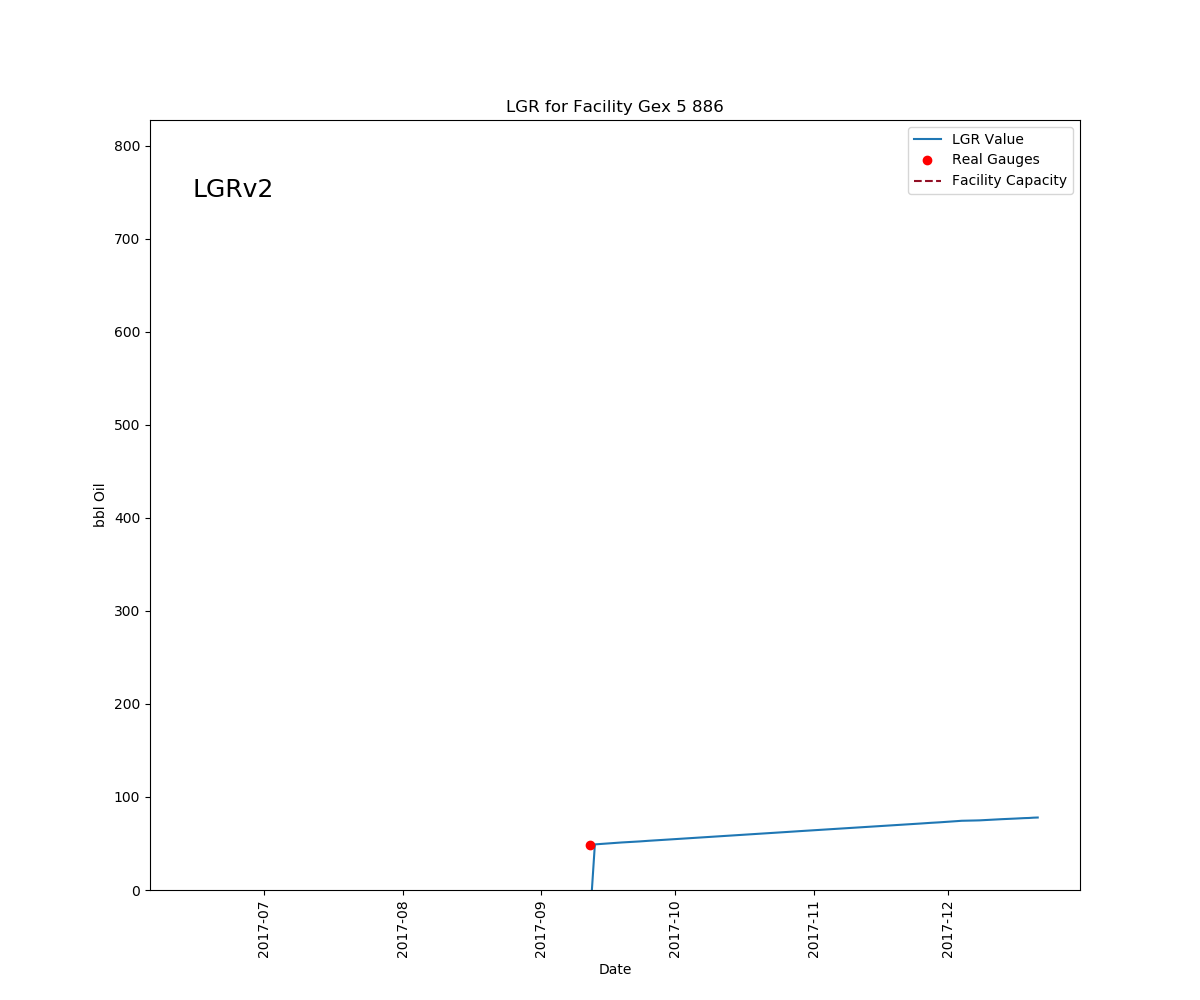 LGR for Facility Gex 5 886
LGRv2
LGR Value
Real Gauges
Facility Capacity
800
700
600
500
400
300
200
100
0
bbl Oil
2017-07
2017-08
2017-09
2017-10
2017-11
2017-12
Date